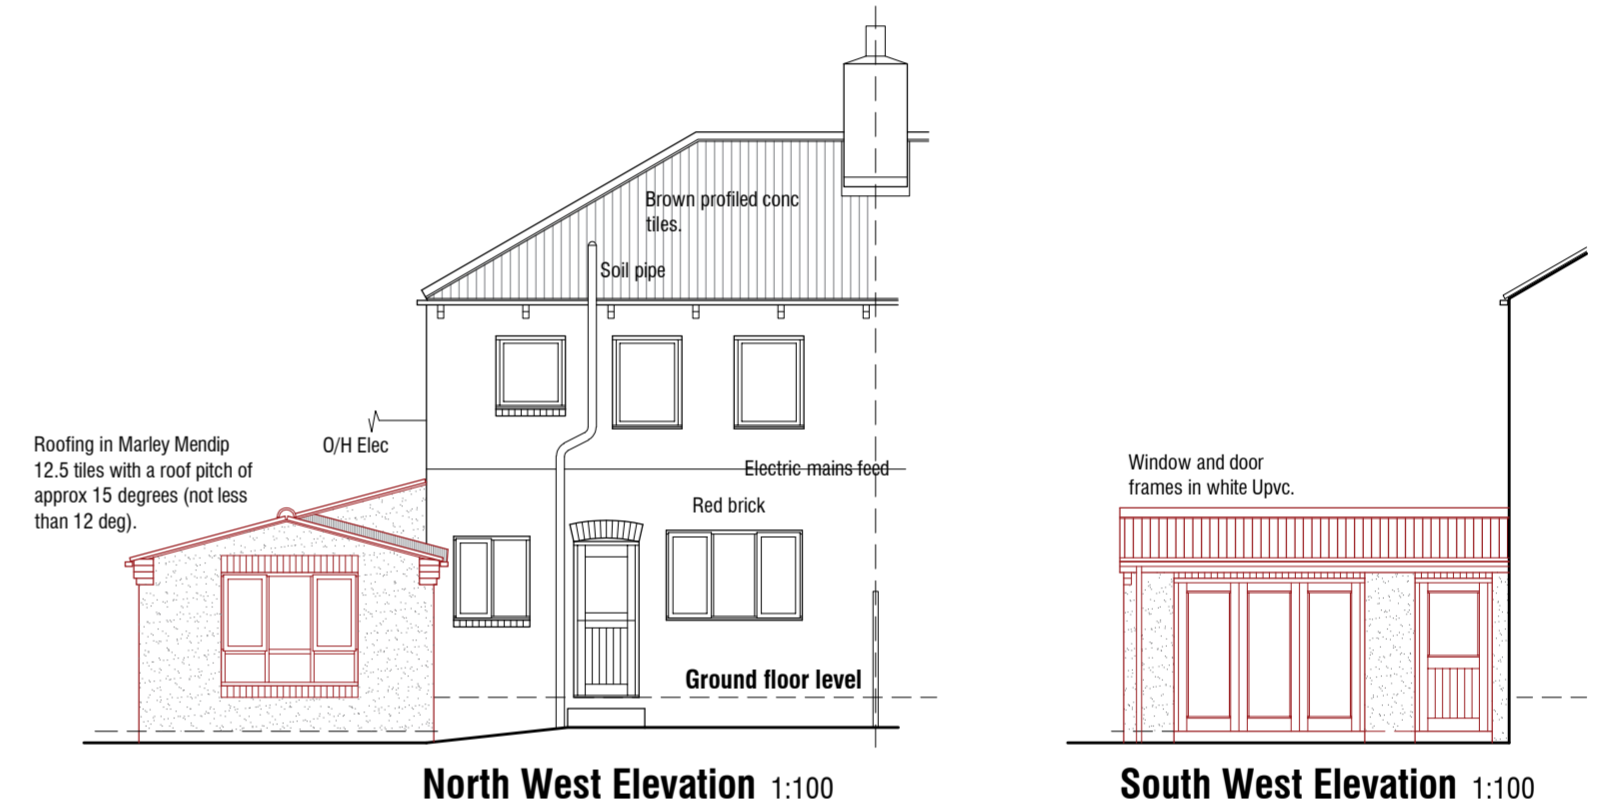 Brown profiled conc
tiles.
Soil pipe
O/H Elec
Roofing in Marley Mendip
12.5 tiles with a roof pitch of
approx 15 degrees (not less
than 12 deg).
Electric mains feed
Red brick
Ground floor level
North West Elevation 1:100
Window and door
frames in white Upvc.
South West Elevation 1:100